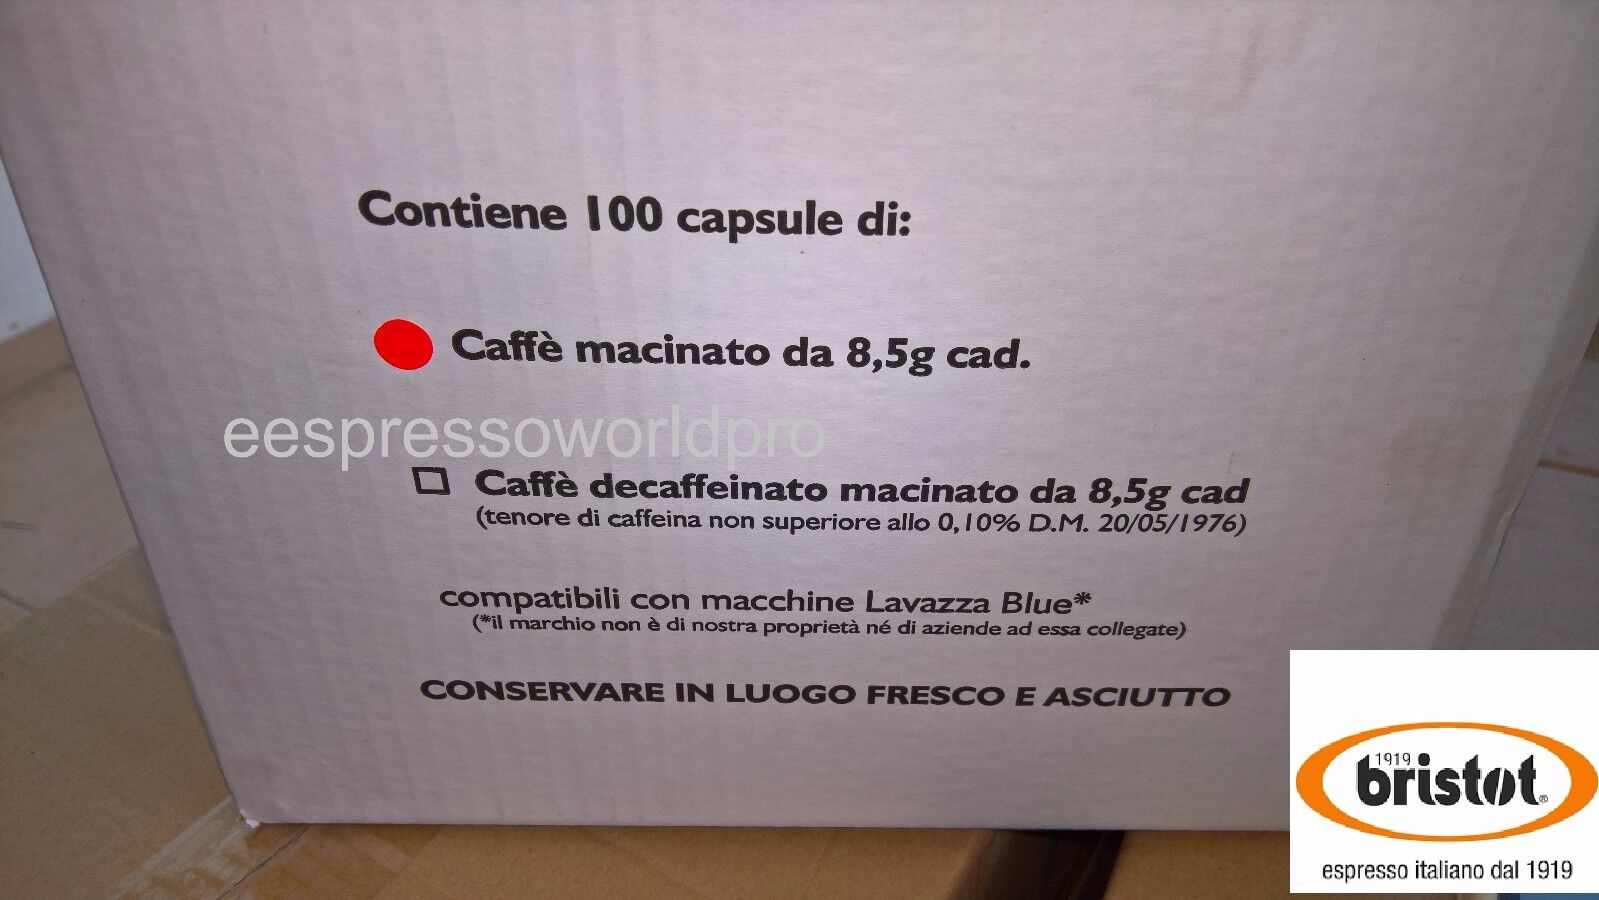 Contiene 100 capsule di:
Caffè macinato da 8,5g cad.
eespressoworldpro
Caffè decaffeinato macinato da 8,5g cad
(tenore di caffeina non superiore allo 0,10% D.M. 20/05/1976)
compatibili con macchine Lavazza Blue*
(*il marchio non è di nostra proprietà né di aziende ad essa collegate)
CONSERVARE IN LUOGO FRESCO E ASCIUTTO
1919
bristot®
espresso italiano dal 1919